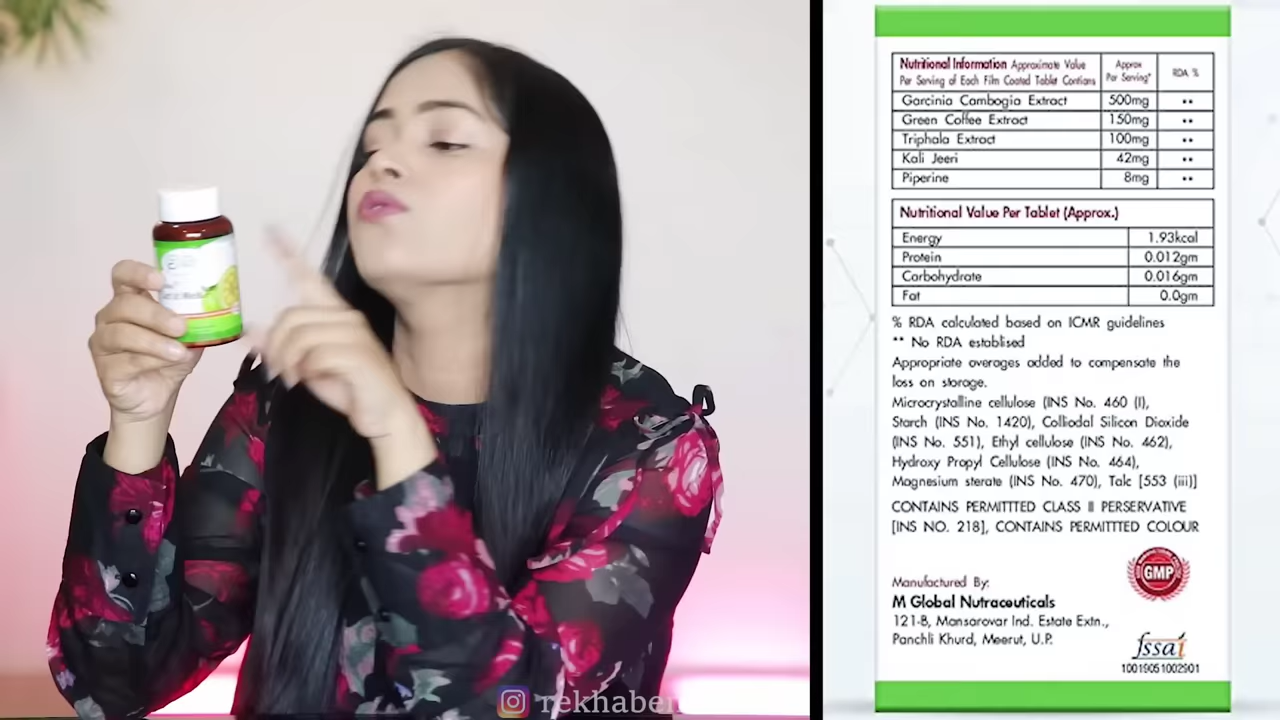 Nutritional Information Approximate Value
Per Serving of Each Film Coated Tablet Contians
Approx
Per Serving*
RDA %
Garcinia Cambogia Extract 500mg **
Green Coffee Extract 150mg **
Triphala Extract 100mg **
Kali Jeeri 42mg **
Piperine 8mg **
Nutritional Value Per Tablet (Approx.)
Energy 1.93kcal
Protein 0.012gm
Carbohydrate 0.016gm
Fat 0.0gm
% RDA calculated based on ICMR guidelines
** No RDA establised
Appropriate overages added to compensate the
loss on storage.
Microcrystalline cellulose (INS No. 460 (I),
Starch (INS No. 1420), Colliodal Silicon Dioxide
(INS No. 551), Ethyl cellulose (INS No. 462),
Hydroxy Propyl Cellulose (INS No. 464),
Magnesium sterate (INS No. 470), Talc [553 (iii)]
CONTAINS PERMITTTED CLASS II PERSERVATIVE
[INS NO. 218], CONTAINS PERMITTTED COLOUR
GMP
Manufactured By:
M Global Nutraceuticals
121-B, Mansarovar Ind. Estate Extn.,
Panchli Khurd, Meerut, U.P.
fssai
10019051002901
rekhaben